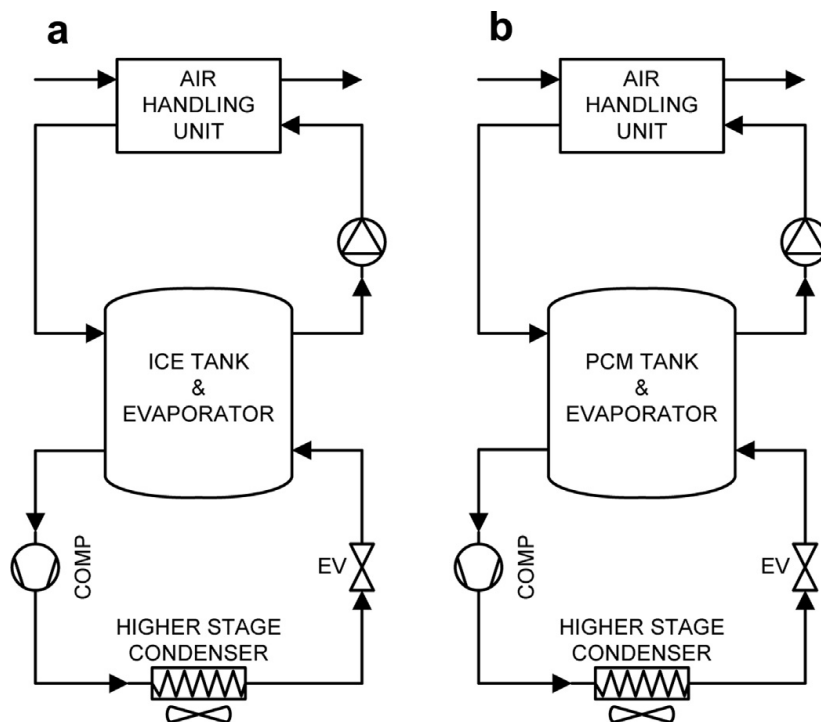 a
AIR
HANDLING
UNIT
ICE TANK
&
EVAPORATOR
COMP
EV
HIGHER STAGE
CONDENSER
b
AIR
HANDLING
UNIT
PCM TANK
&
EVAPORATOR
COMP
EV
HIGHER STAGE
CONDENSER